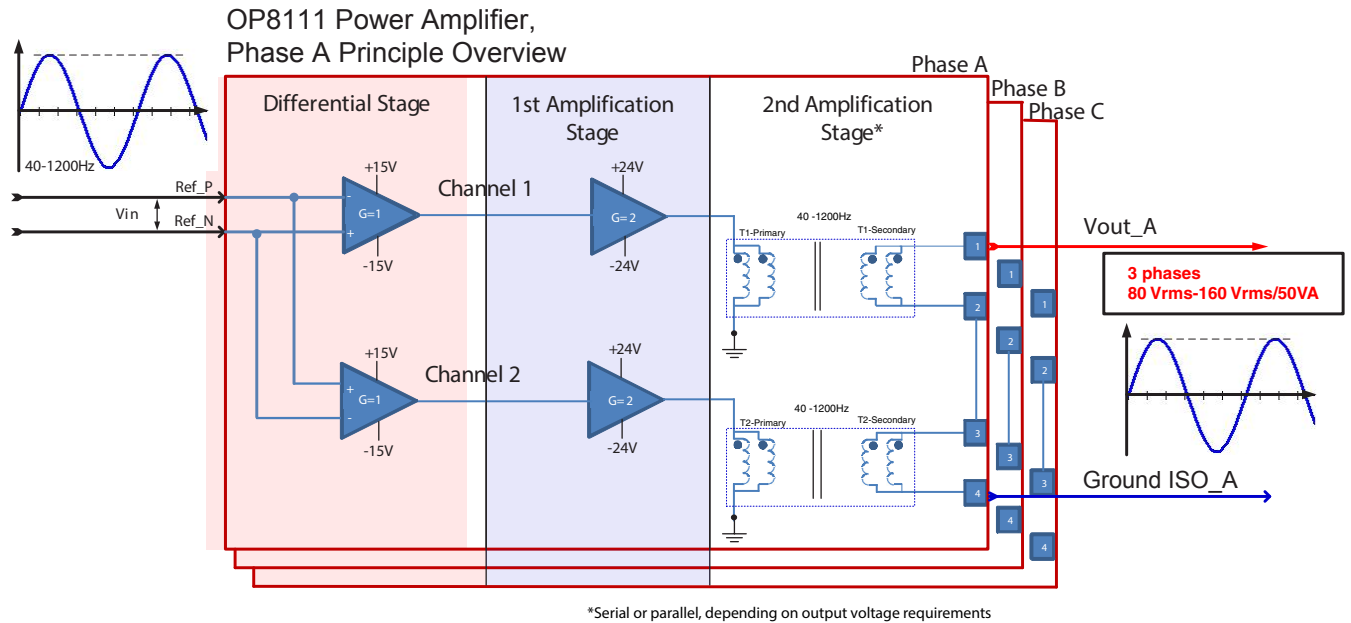 OP8111 Power Amplifier,
Phase A Principle Overview
40-1200Hz
Phase A
Phase B
Phase C
Differential Stage
1st Amplification
Stage
2nd Amplification
Stage*
Ref_P
Vin
Ref_N
+15V
-
G=1
+
-15V
Channel 1
+24V
G=2
-24V
40 -1200Hz
T1-Primary
T1-Secondary
1
2
+15V
+
G=1
-
-15V
Channel 2
+24V
G=2
-24V
40 -1200Hz
T2-Primary
T2-Secondary
3
4
1
2
3
4
1
2
3
4
Vout_A
3 phases
80 Vrms-160 Vrms/50VA
Ground ISO_A
*Serial or parallel, depending on output voltage requirements